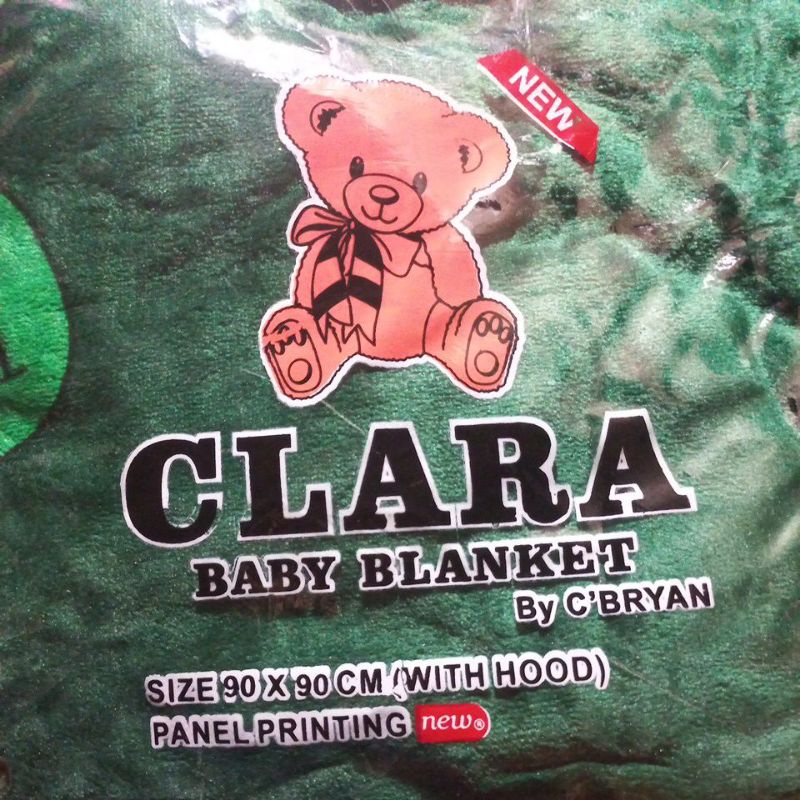 NEW
CLARA
BABY BLANKET
By C'BRYAN
SIZE 90 X 90 CM (WITH HOOD)
PANEL PRINTING new®